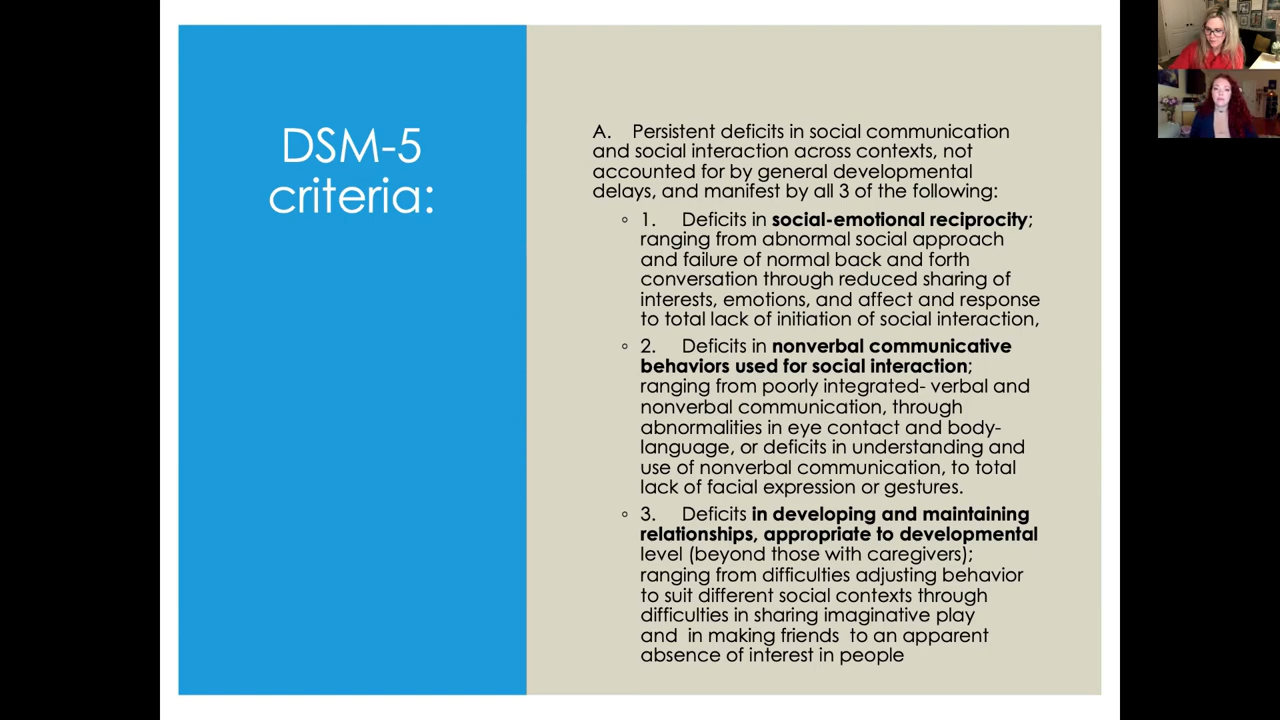 DSM-5
criteria:
A. Persistent deficits in social communication
and social interaction across contexts, not
accounted for by general developmental
delays, and manifest by all 3 of the following:
◦ 1. Deficits in social-emotional reciprocity;
ranging from abnormal social approach
and failure of normal back and forth
conversation through reduced sharing of
interests, emotions, and affect and response
to total lack of initiation of social interaction,
◦ 2. Deficits in nonverbal communicative
behaviors used for social interaction;
ranging from poorly integrated- verbal and
nonverbal communication, through
abnormalities in eye contact and body-
language, or deficits in understanding and
use of nonverbal communication, to total
lack of facial expression or gestures.
◦ 3. Deficits in developing and maintaining
relationships, appropriate to developmental
level (beyond those with caregivers);
ranging from difficulties adjusting behavior
to suit different social contexts through
difficulties in sharing imaginative play
and in making friends to an apparent
absence of interest in people